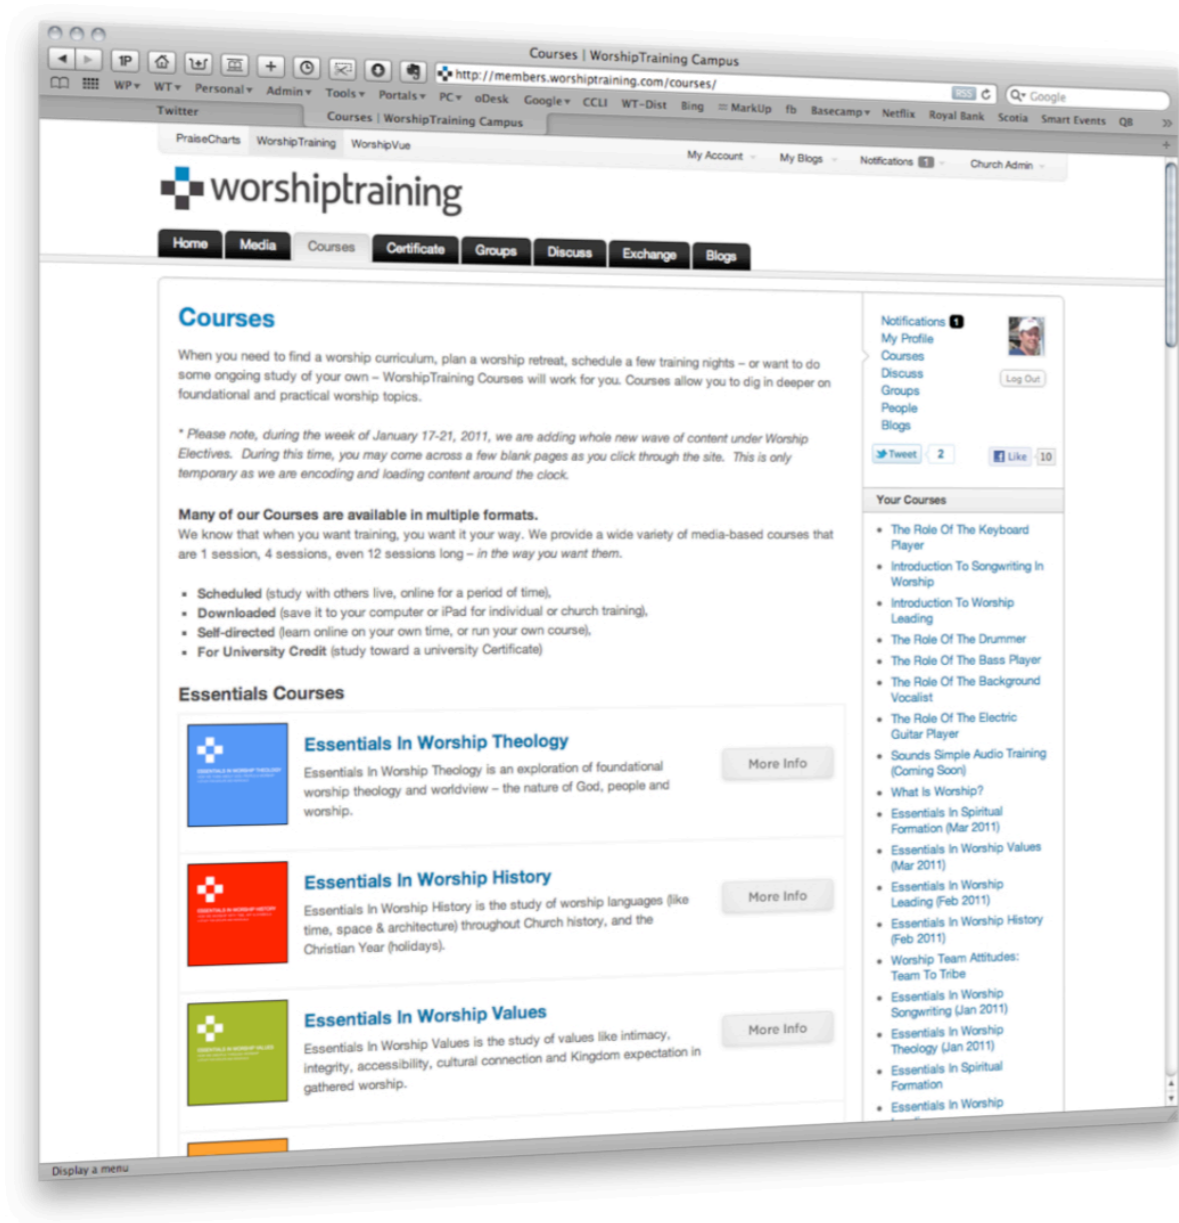 Courses | WorshipTraining Campus
1P
http://members.worshiptraining.com/courses/
RSS
Google
WP WT Personal Admin Tools Portals PC oDesk Google CCLI WT-Dist Bing MarkUp fb Basecamp Netflix Royal Bank Scotia Smart Events QB
Twitter
Courses | WorshipTraining Campus
PraiseCharts WorshipTraining WorshipVue
My Account My Blogs Notifications 1 Church Admin
worshiptraining
Home Media Courses Certificate Groups Discuss Exchange Blogs
Courses
When you need to find a worship curriculum, plan a worship retreat, schedule a few training nights – or want to do
some ongoing study of your own – WorshipTraining Courses will work for you. Courses allow you to dig in deeper on
foundational and practical worship topics.
* Please note, during the week of January 17-21, 2011, we are adding whole new wave of content under Worship
Electives. During this time, you may come across a few blank pages as you click through the site. This is only
temporary as we are encoding and loading content around the clock.
Many of our Courses are available in multiple formats.
We know that when you want training, you want it your way. We provide a wide variety of media-based courses that
are 1 session, 4 sessions, even 12 sessions long – in the way you want them.
• Scheduled (study with others live, online for a period of time),
• Downloaded (save it to your computer or iPad for individual or church training),
• Self-directed (learn online on your own time, or run your own course),
• For University Credit (study toward a university Certificate)
Essentials Courses
ESSENTIALS IN WORSHIP THEOLOGY
Essentials In Worship Theology
Essentials In Worship Theology is an exploration of foundational
worship theology and worldview – the nature of God, people and
worship.
More Info
ESSENTIALS IN WORSHIP HISTORY
Essentials In Worship History
Essentials In Worship History is the study of worship languages (like
time, space & architecture) throughout Church history, and the
Christian Year (holidays).
More Info
ESSENTIALS IN WORSHIP VALUES
Essentials In Worship Values
Essentials In Worship Values is the study of values like intimacy,
integrity, accessibility, cultural connection and Kingdom expectation in
gathered worship.
More Info
Notifications 1
My Profile
Courses
Discuss
Groups
People
Blogs
Log Out
Tweet 2
Like 10
Your Courses
• The Role Of The Keyboard
Player
• Introduction To Songwriting In
Worship
• Introduction To Worship
Leading
• The Role Of The Drummer
• The Role Of The Bass Player
• The Role Of The Background
Vocalist
• The Role Of The Electric
Guitar Player
• Sounds Simple Audio Training
(Coming Soon)
• What Is Worship?
• Essentials In Spiritual
Formation (Mar 2011)
• Essentials In Worship Values
(Mar 2011)
• Essentials In Worship
Leading (Feb 2011)
• Essentials In Worship History
(Feb 2011)
• Worship Team Attitudes:
Team To Tribe
• Essentials In Worship
Songwriting (Jan 2011)
• Essentials In Worship
Theology (Jan 2011)
• Essentials In Spiritual
Formation
• Essentials In Worship
Display a menu